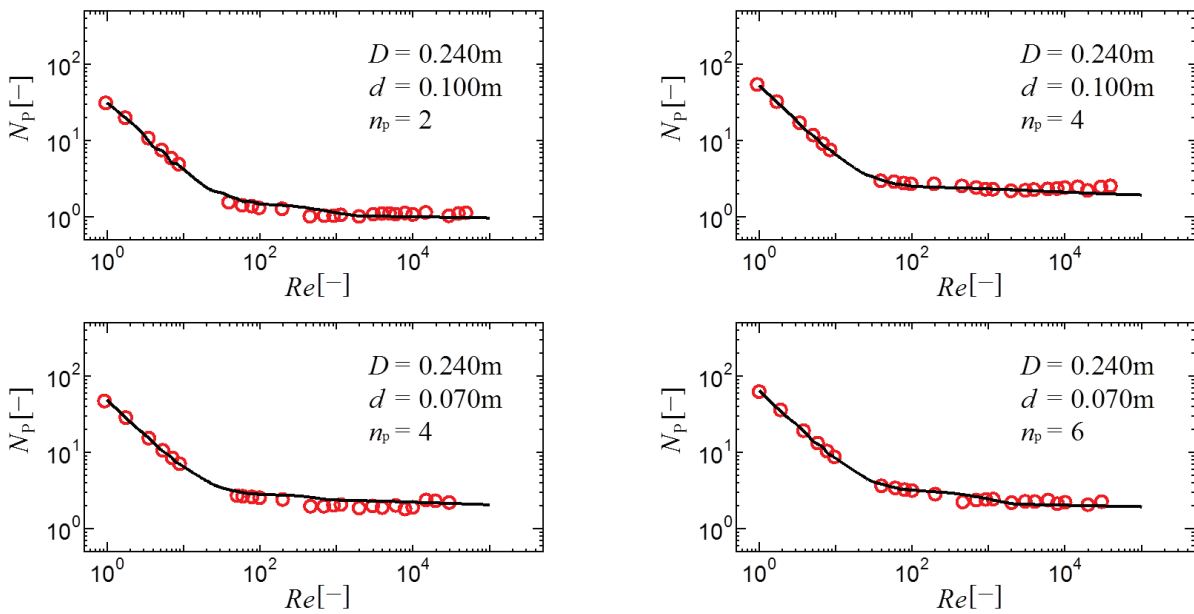 N_P [−]
10^2
10^1
10^0
D = 0.240m
d = 0.100m
n_p = 2
10^0 10^2 10^4
Re[−]
N_P [−]
10^2
10^1
10^0
D = 0.240m
d = 0.100m
n_p = 4
10^0 10^2 10^4
Re[−]
N_P [−]
10^2
10^1
10^0
D = 0.240m
d = 0.070m
n_p = 4
10^0 10^2 10^4
Re[−]
N_P [−]
10^2
10^1
10^0
D = 0.240m
d = 0.070m
n_p = 6
10^0 10^2 10^4
Re[−]